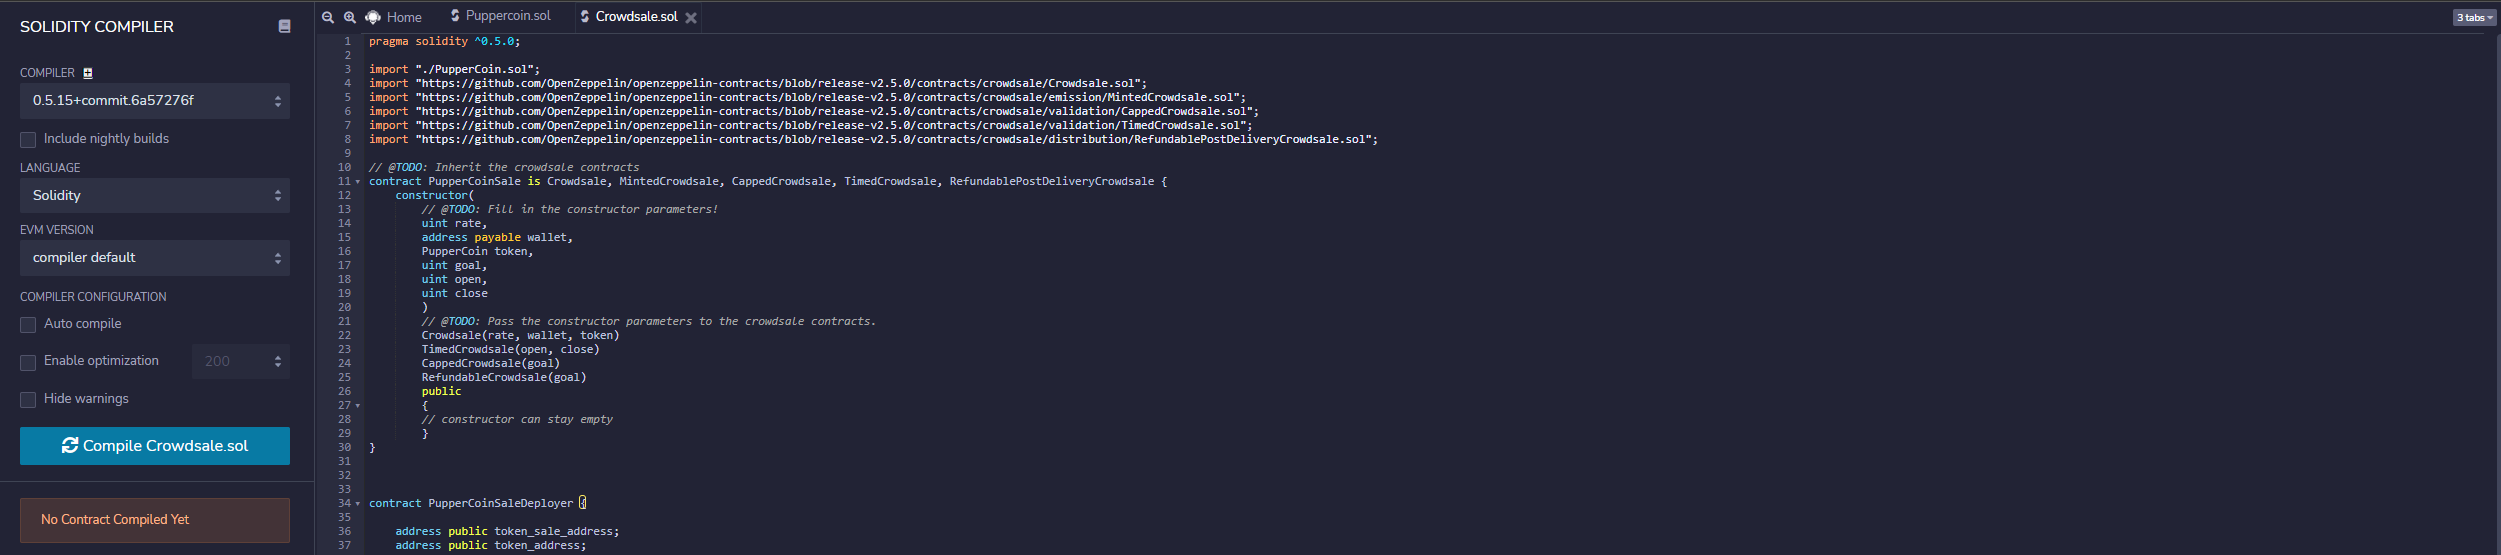 SOLIDITY COMPILER
COMPILER
0.5.15+commit.6a57276f
Include nightly builds
LANGUAGE
Solidity
EVM VERSION
compiler default
COMPILER CONFIGURATION
Auto compile
Enable optimization 200
Hide warnings
Compile Crowdsale.sol
No Contract Compiled Yet
Home Puppercoin.sol Crowdsale.sol 3 tabs
1 pragma solidity ^0.5.0;
2
3 import "./PupperCoin.sol";
4 import "https://github.com/OpenZeppelin/openzeppelin-contracts/blob/release-v2.5.0/contracts/crowdsale/Crowdsale.sol";
5 import "https://github.com/OpenZeppelin/openzeppelin-contracts/blob/release-v2.5.0/contracts/crowdsale/emission/MintedCrowdsale.sol";
6 import "https://github.com/OpenZeppelin/openzeppelin-contracts/blob/release-v2.5.0/contracts/crowdsale/validation/CappedCrowdsale.sol";
7 import "https://github.com/OpenZeppelin/openzeppelin-contracts/blob/release-v2.5.0/contracts/crowdsale/validation/TimedCrowdsale.sol";
8 import "https://github.com/OpenZeppelin/openzeppelin-contracts/blob/release-v2.5.0/contracts/crowdsale/distribution/RefundablePostDeliveryCrowdsale.sol";
9
10 // @TODO: Inherit the crowdsale contracts
11 contract PupperCoinSale is Crowdsale, MintedCrowdsale, CappedCrowdsale, TimedCrowdsale, RefundablePostDeliveryCrowdsale {
12 constructor(
13 // @TODO: Fill in the constructor parameters!
14 uint rate,
15 address payable wallet,
16 PupperCoin token,
17 uint goal,
18 uint open,
19 uint close
20 )
21 // @TODO: Pass the constructor parameters to the crowdsale contracts.
22 Crowdsale(rate, wallet, token)
23 TimedCrowdsale(open, close)
24 CappedCrowdsale(goal)
25 RefundableCrowdsale(goal)
26 public
27 {
28 // constructor can stay empty
29 }
30 }
31
32
33
34 contract PupperCoinSaleDeployer {
35
36 address public token_sale_address;
37 address public token_address;